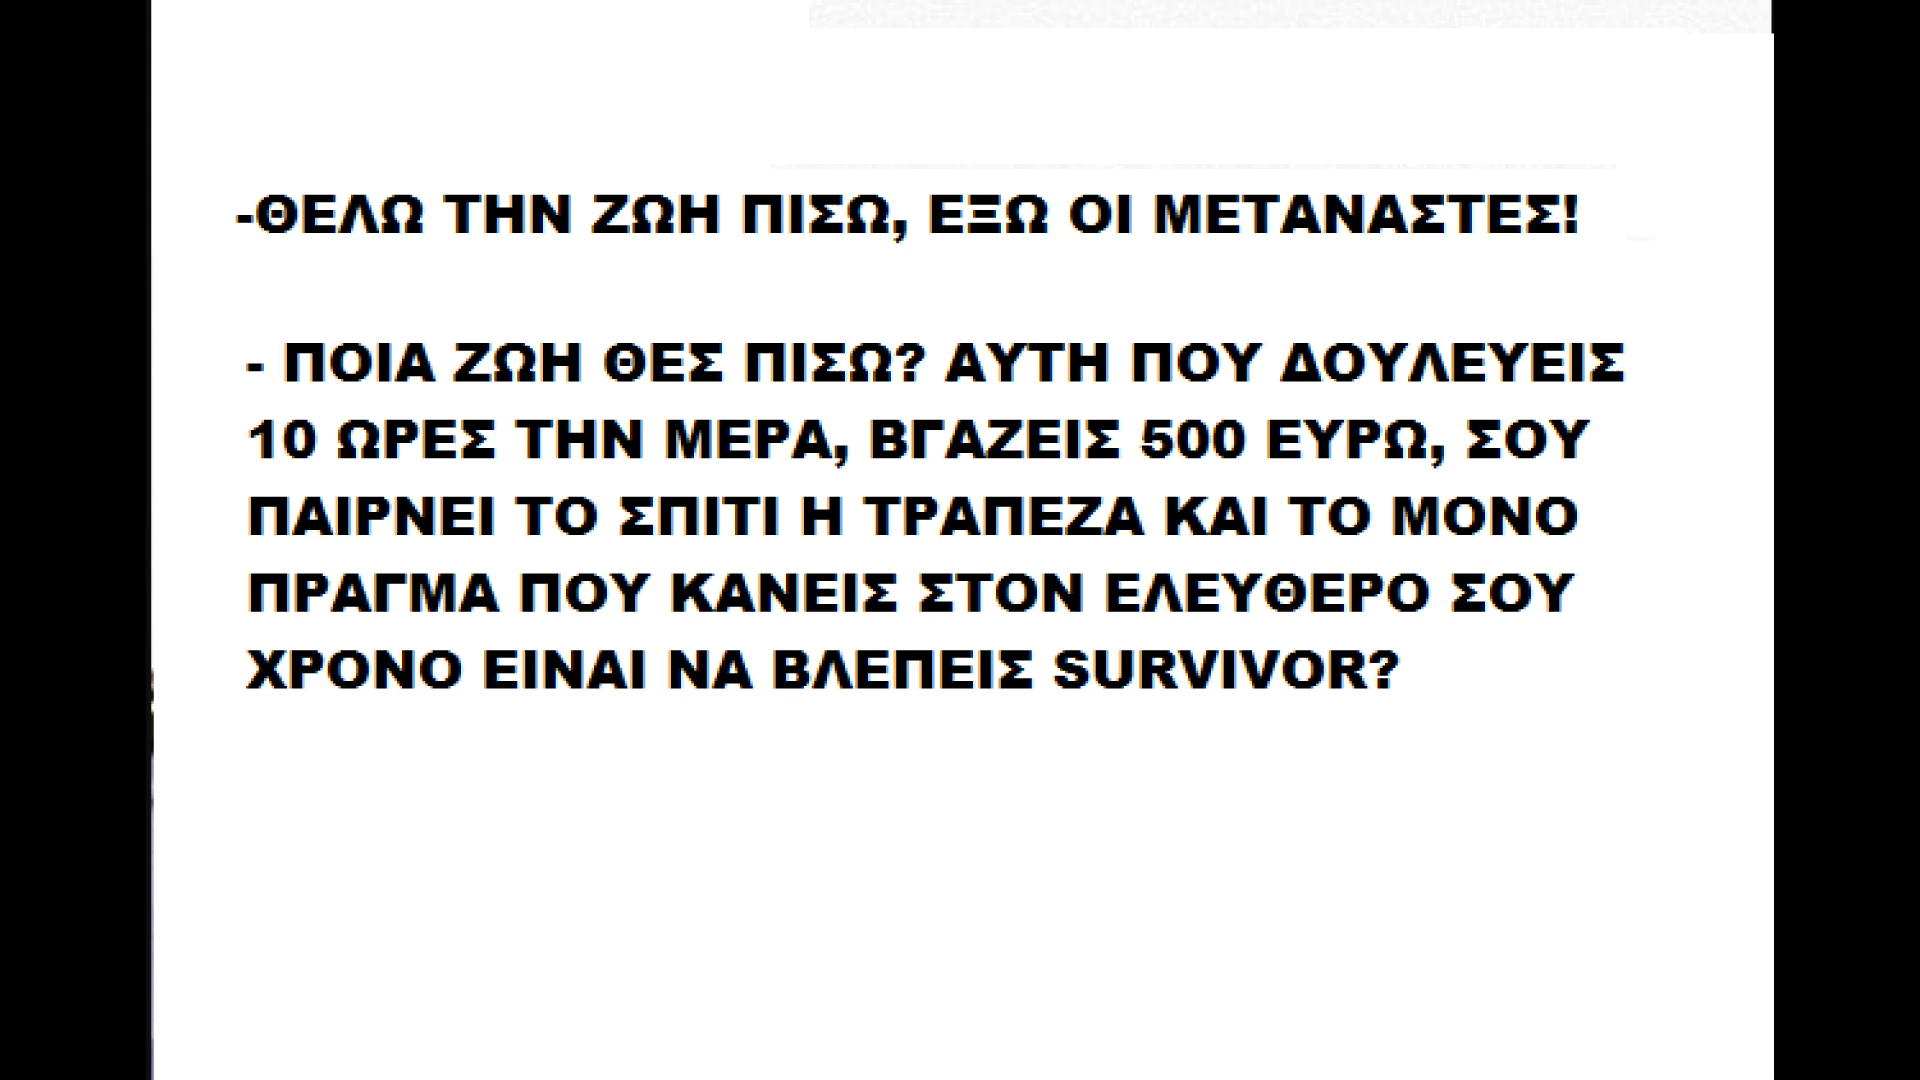 -ΘΕΛΩ ΤΗΝ ΖΩΗ ΠΙΣΩ, ΕΞΩ ΟΙ ΜΕΤΑΝΑΣΤΕΣ!
- ΠΟΙΑ ΖΩΗ ΘΕΣ ΠΙΣΩ? ΑΥΤΗ ΠΟΥ ΔΟΥΛΕΥΕΙΣ
10 ΩΡΕΣ ΤΗΝ ΜΕΡΑ, ΒΓΑΖΕΙΣ 500 ΕΥΡΩ, ΣΟΥ
ΠΑΙΡΝΕΙ ΤΟ ΣΠΙΤΙ Η ΤΡΑΠΕΖΑ ΚΑΙ ΤΟ ΜΟΝΟ
ΠΡΑΓΜΑ ΠΟΥ ΚΑΝΕΙΣ ΣΤΟΝ ΕΛΕΥΘΕΡΟ ΣΟΥ
ΧΡΟΝΟ ΕΙΝΑΙ ΝΑ ΒΛΕΠΕΙΣ SURVIVOR?